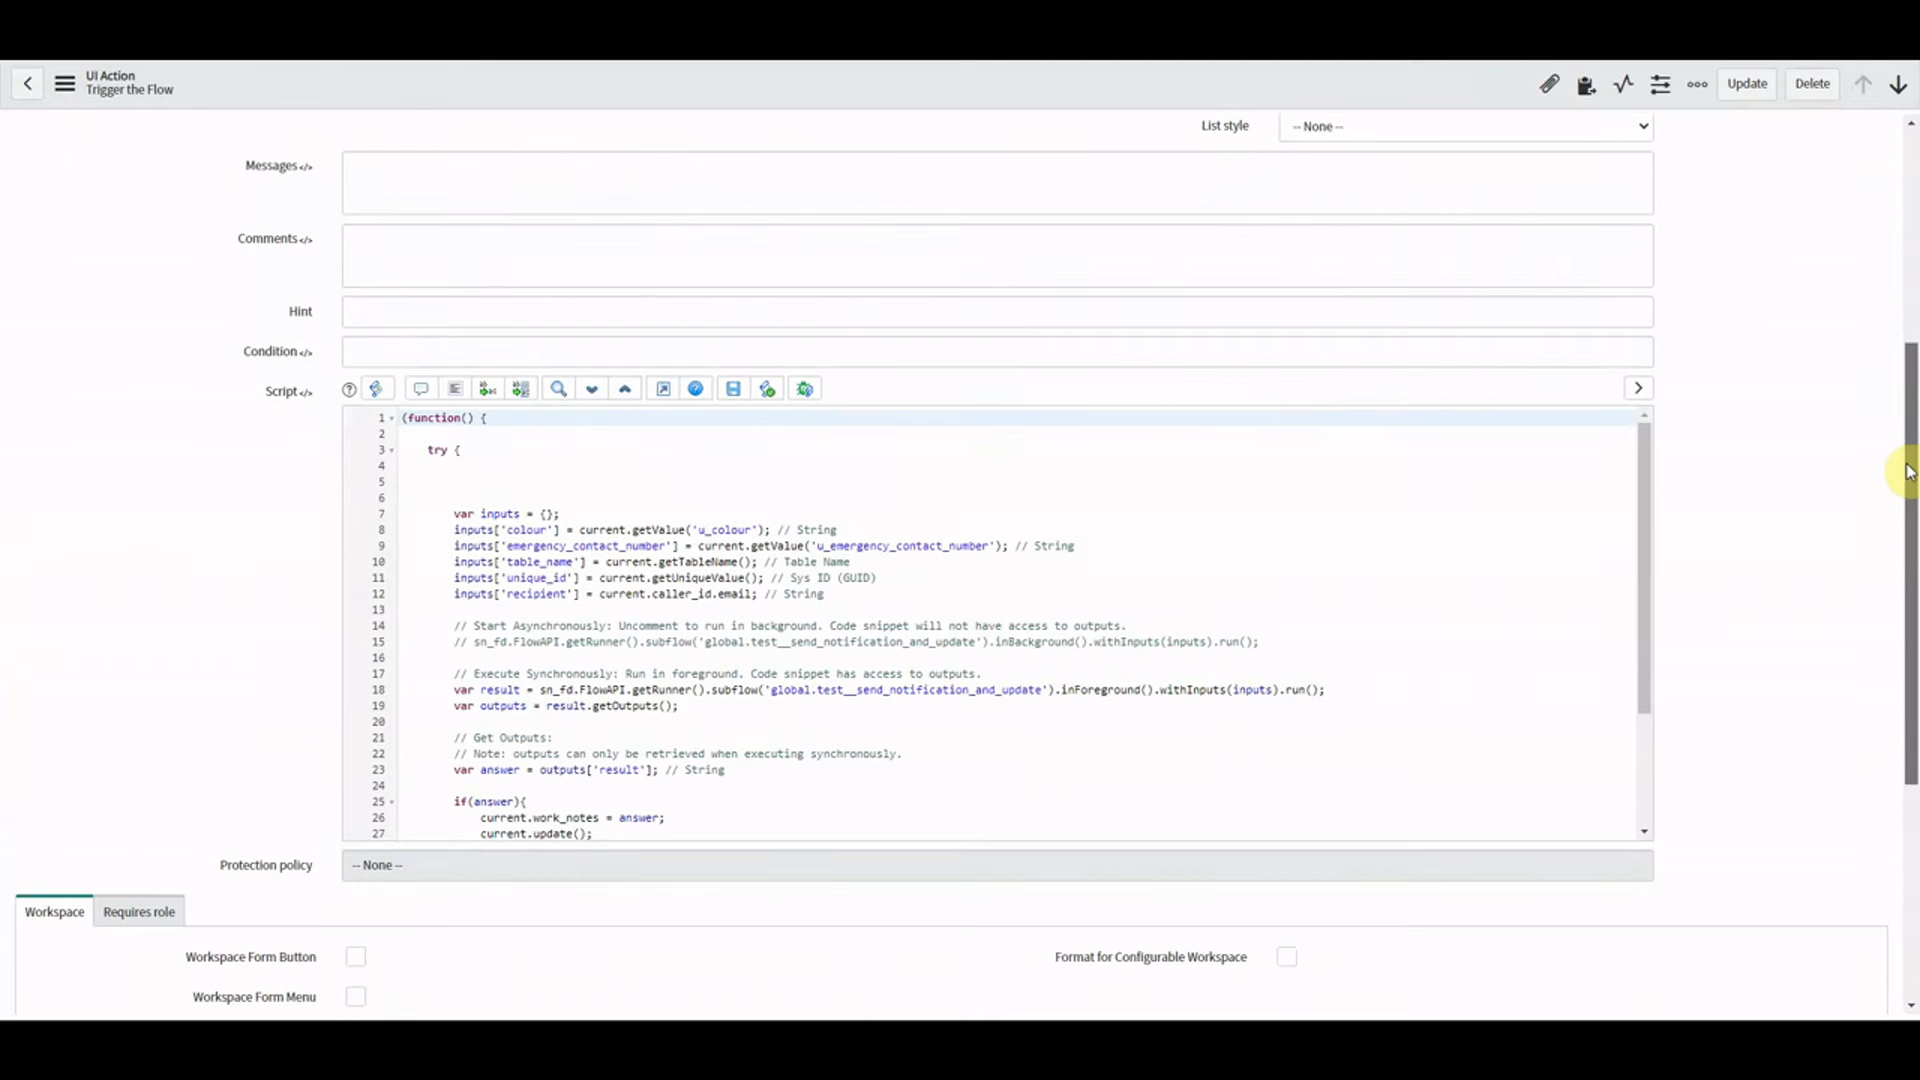 UI Action
Trigger the Flow
Update
Delete
List style
-- None --
Messages
Comments
Hint
Condition
Script
1 (function() {
2
3 try {
4
5
6
7 var inputs = {};
8 inputs['colour'] = current.getValue('u_colour'); // String
9 inputs['emergency_contact_number'] = current.getValue('u_emergency_contact_number'); // String
10 inputs['table_name'] = current.getTableName(); // Table Name
11 inputs['unique_id'] = current.getUniqueValue(); // Sys ID (GUID)
12 inputs['recipient'] = current.caller_id.email; // String
13
14 // Start Asynchronously: Uncomment to run in background. Code snippet will not have access to outputs.
15 // sn_fd.FlowAPI.getRunner().subflow('global.test__send_notification_and_update').inBackground().withInputs(inputs).run();
16
17 // Execute Synchronously: Run in foreground. Code snippet has access to outputs.
18 var result = sn_fd.FlowAPI.getRunner().subflow('global.test__send_notification_and_update').inForeground().withInputs(inputs).run();
19 var outputs = result.getOutputs();
20
21 // Get Outputs:
22 // Note: outputs can only be retrieved when executing synchronously.
23 var answer = outputs['result']; // String
24
25 if(answer){
26 current.work_notes = answer;
27 current.update();
Protection policy
-- None --
Workspace
Requires role
Workspace Form Button
Format for Configurable Workspace
Workspace Form Menu